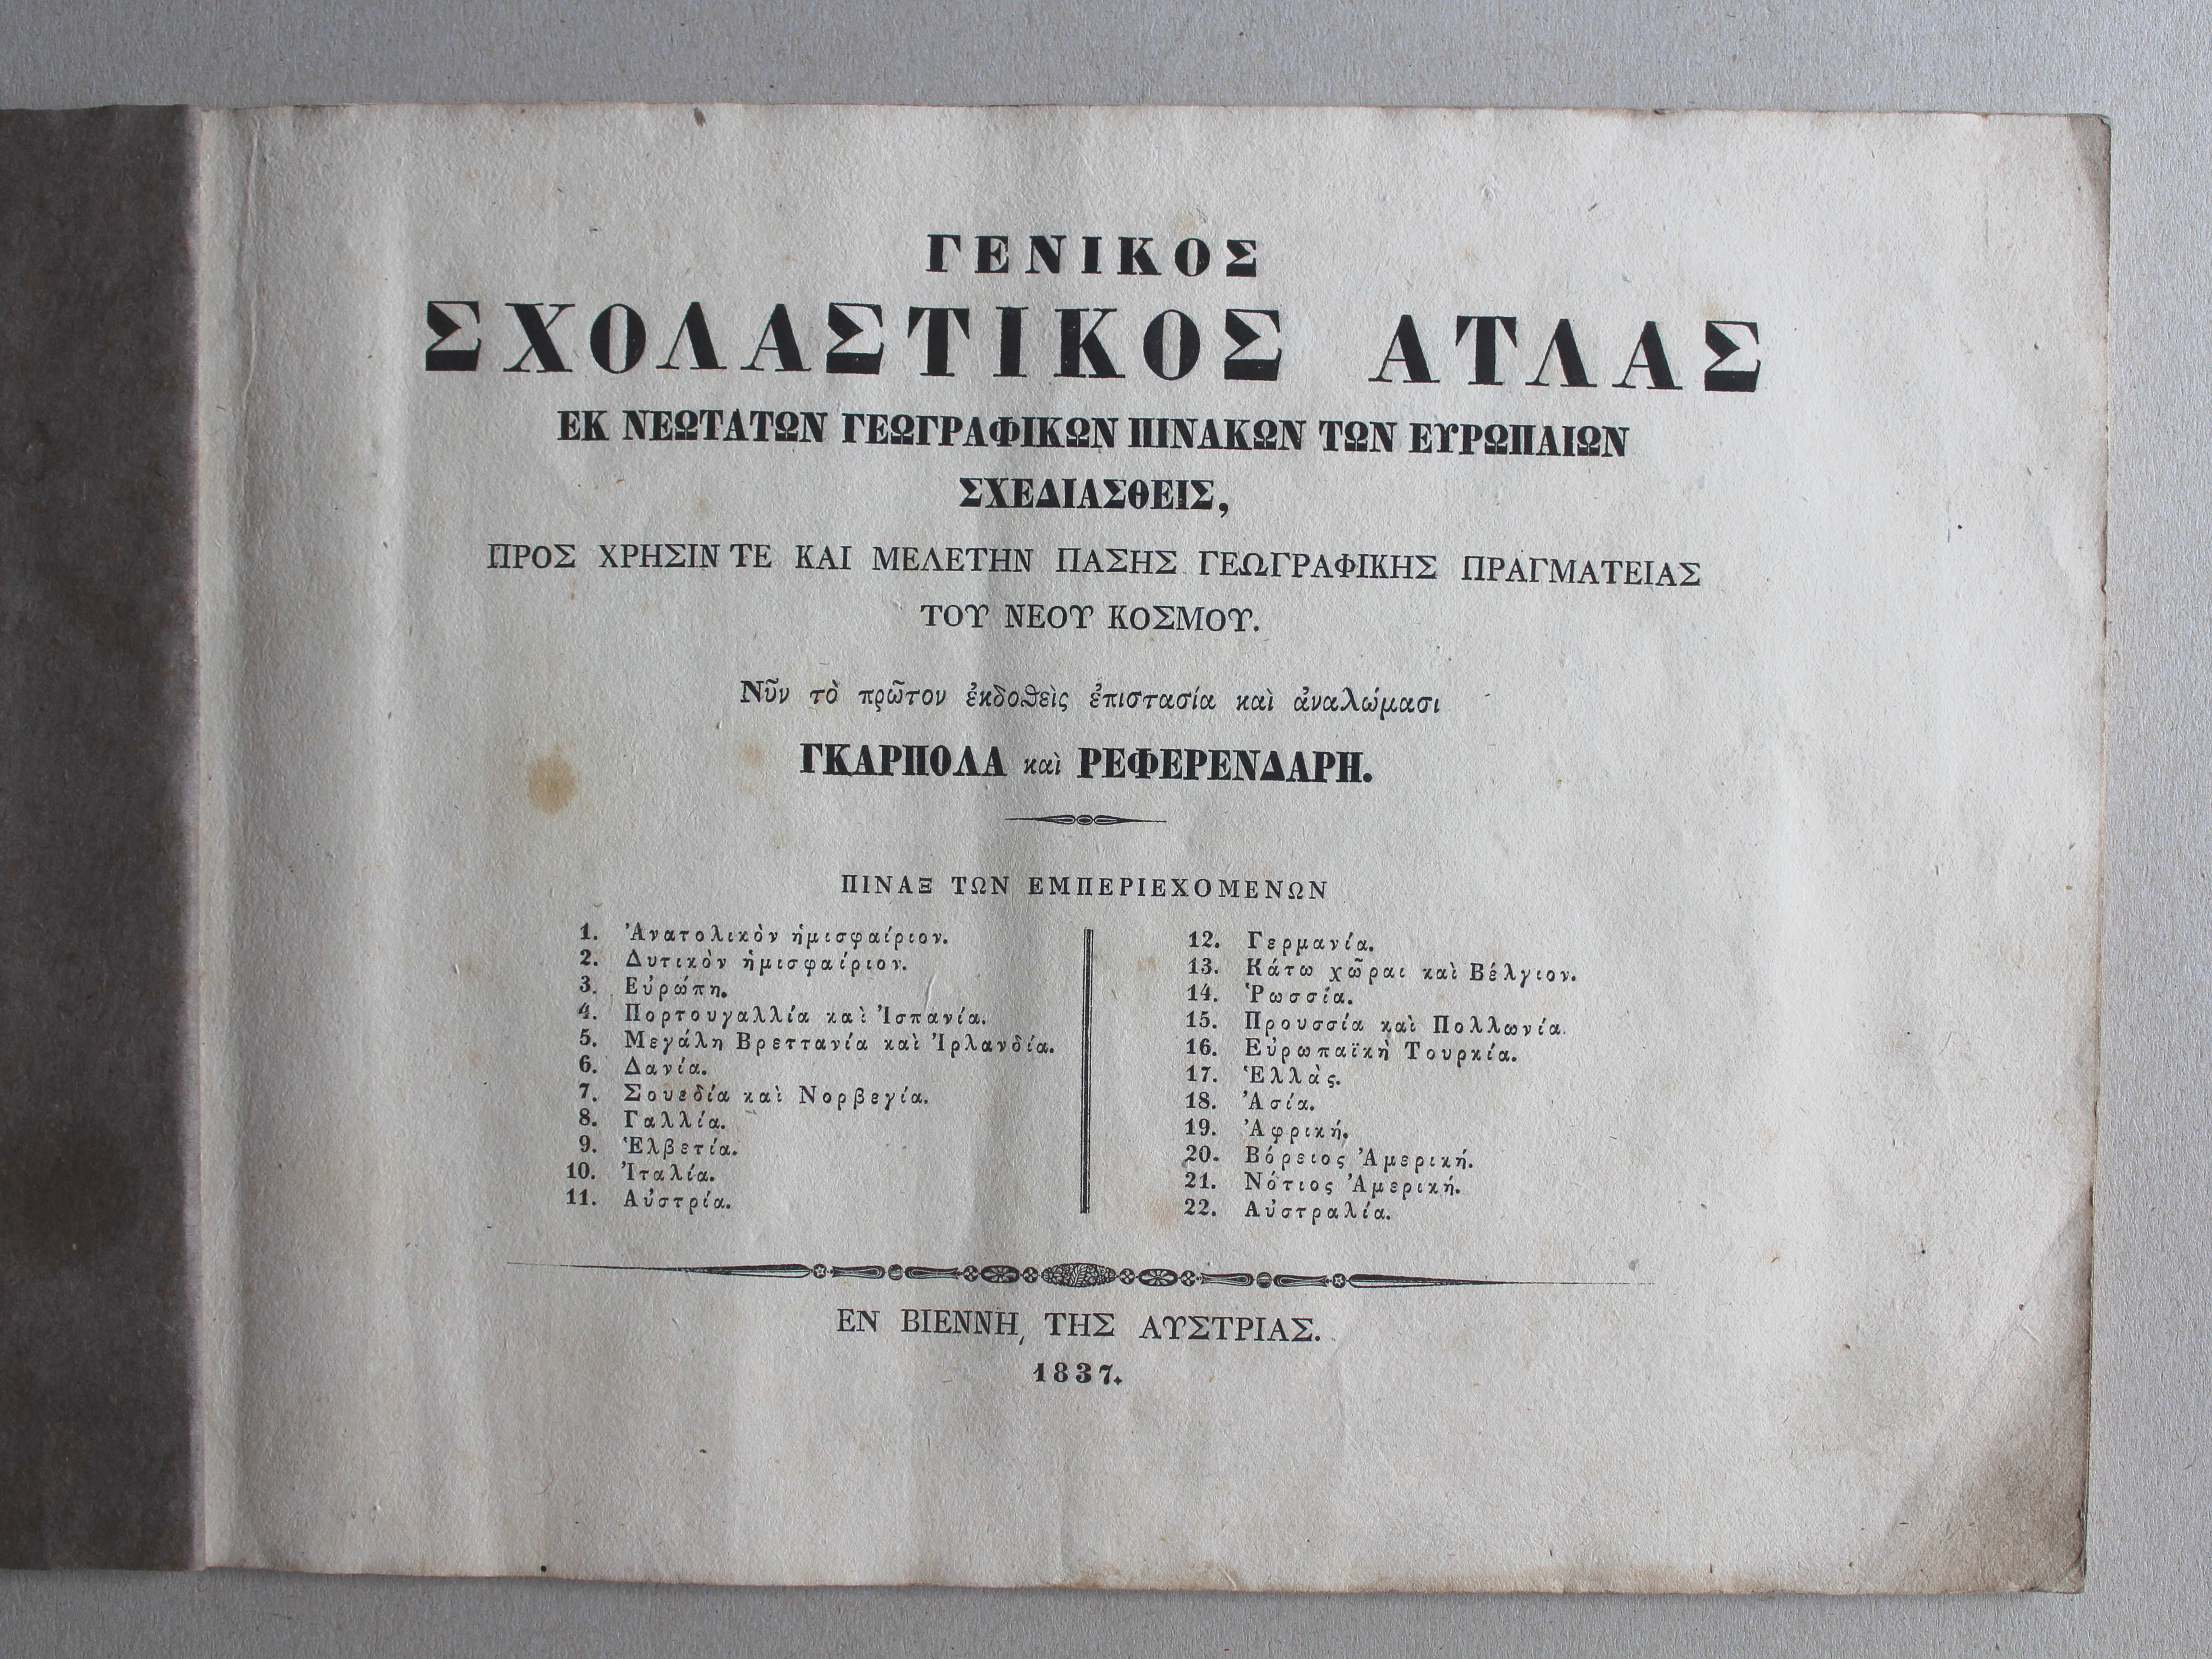 ΓΕΝΙΚΟΣ
ΣΧΟΛΑΣΤΙΚΟΣ ΑΤΛΑΣ
ΕΚ ΝΕΩΤΑΤΩΝ ΓΕΩΓΡΑΦΙΚΩΝ ΠΙΝΑΚΩΝ ΤΩΝ ΕΥΡΩΠΑΙΩΝ
ΣΧΕΔΙΑΣΘΕΙΣ,
ΠΡΟΣ ΧΡΗΣΙΝ ΤΕ ΚΑΙ ΜΕΛΕΤΗΝ ΠΑΣΗΣ ΓΕΩΓΡΑΦΙΚΗΣ ΠΡΑΓΜΑΤΕΙΑΣ
ΤΟΥ ΝΕΟΥ ΚΟΣΜΟΥ.
Νῦν τὸ πρῶτον ἐκδοθεὶς ἐπιστασία καὶ ἀναλώμασι
ΓΚΑΡΠΟΛΑ καὶ ΡΕΦΕΡΕΝΔΑΡΗ.
ΠΙΝΑΞ ΤΩΝ ΕΜΠΕΡΙΕΧΟΜΕΝΩΝ
1. Ἀνατολικὸν ἡμισφαίριον.
2. Δυτικὸν ἡμισφαίριον.
3. Εὐρώπη.
4. Πορτουγαλλία καὶ Ἰσπανία.
5. Μεγάλη Βρεττανία καὶ Ἰρλανδία.
6. Δανία.
7. Σουεδία καὶ Νορβεγία.
8. Γαλλία.
9. Ἑλβετία.
10. Ἰταλία.
11. Αὐστρία.
12. Γερμανία.
13. Κάτω χῶραι καὶ Βέλγιον.
14. Ῥωσσία.
15. Προυσσία καὶ Πολλωνία.
16. Εὐρωπαϊκὴ Τουρκία.
17. Ἑλλὰς.
18. Ἀσία.
19. Ἀφρική.
20. Βόρειος Ἀμερική.
21. Νότιος Ἀμερική.
22. Αὐστραλία.
ΕΝ ΒΙΕΝΝΗ, ΤΗΣ ΑΥΣΤΡΙΑΣ.
1837.